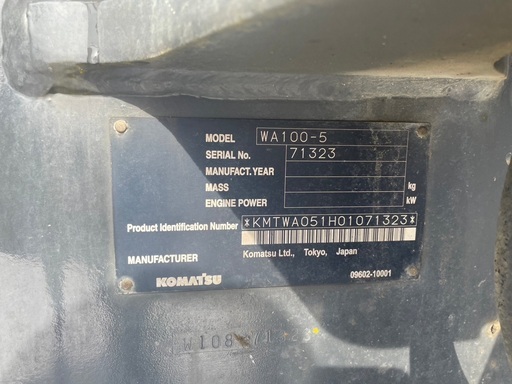 MODEL WA100-5
SERIAL No. 71323
MANUFACT.YEAR
MASS kg
ENGINE POWER kW
Product Identification Number *KMTWA051H01071323*
MANUFACTURER Komatsu Ltd., Tokyo, Japan
KOMATSU 09602-10001